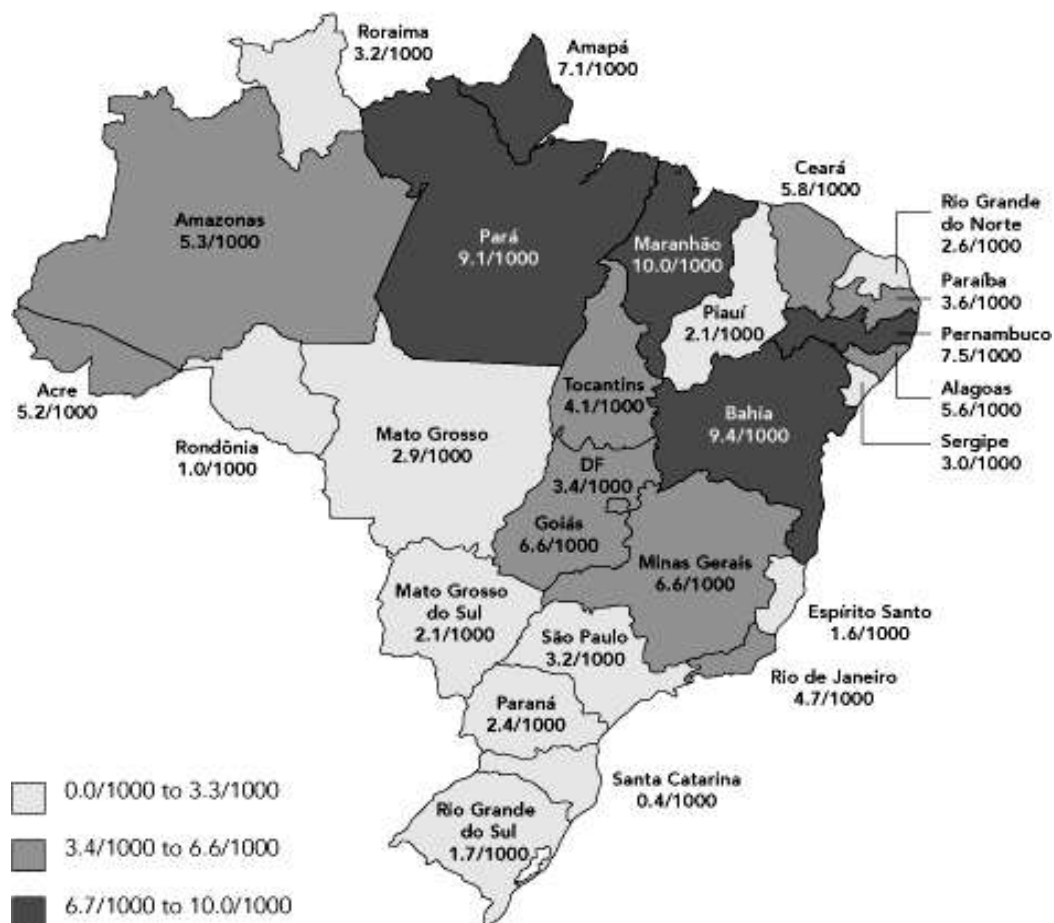 Roraima
3.2/1000
Amapá
7.1/1000
Ceará
5.8/1000
Rio Grande
do Norte
2.6/1000
Amazonas
5.3/1000
Pará
9.1/1000
Maranhão
10.0/1000
Paraíba
3.6/1000
Piauí
2.1/1000
Pernambuco
7.5/1000
Acre
5.2/1000
Tocantins
4.1/1000
Alagoas
5.6/1000
Bahia
9.4/1000
Rondônia
1.0/1000
Mato Grosso
2.9/1000
Sergipe
3.0/1000
DF
3.4/1000
Goiás
6.6/1000
Minas Gerais
6.6/1000
Mato Grosso
do Sul
2.1/1000
Espírito Santo
1.6/1000
São Paulo
3.2/1000
Rio de Janeiro
4.7/1000
Paraná
2.4/1000
Santa Catarina
0.4/1000
Rio Grande
do Sul
1.7/1000
0.0/1000 to 3.3/1000
3.4/1000 to 6.6/1000
6.7/1000 to 10.0/1000